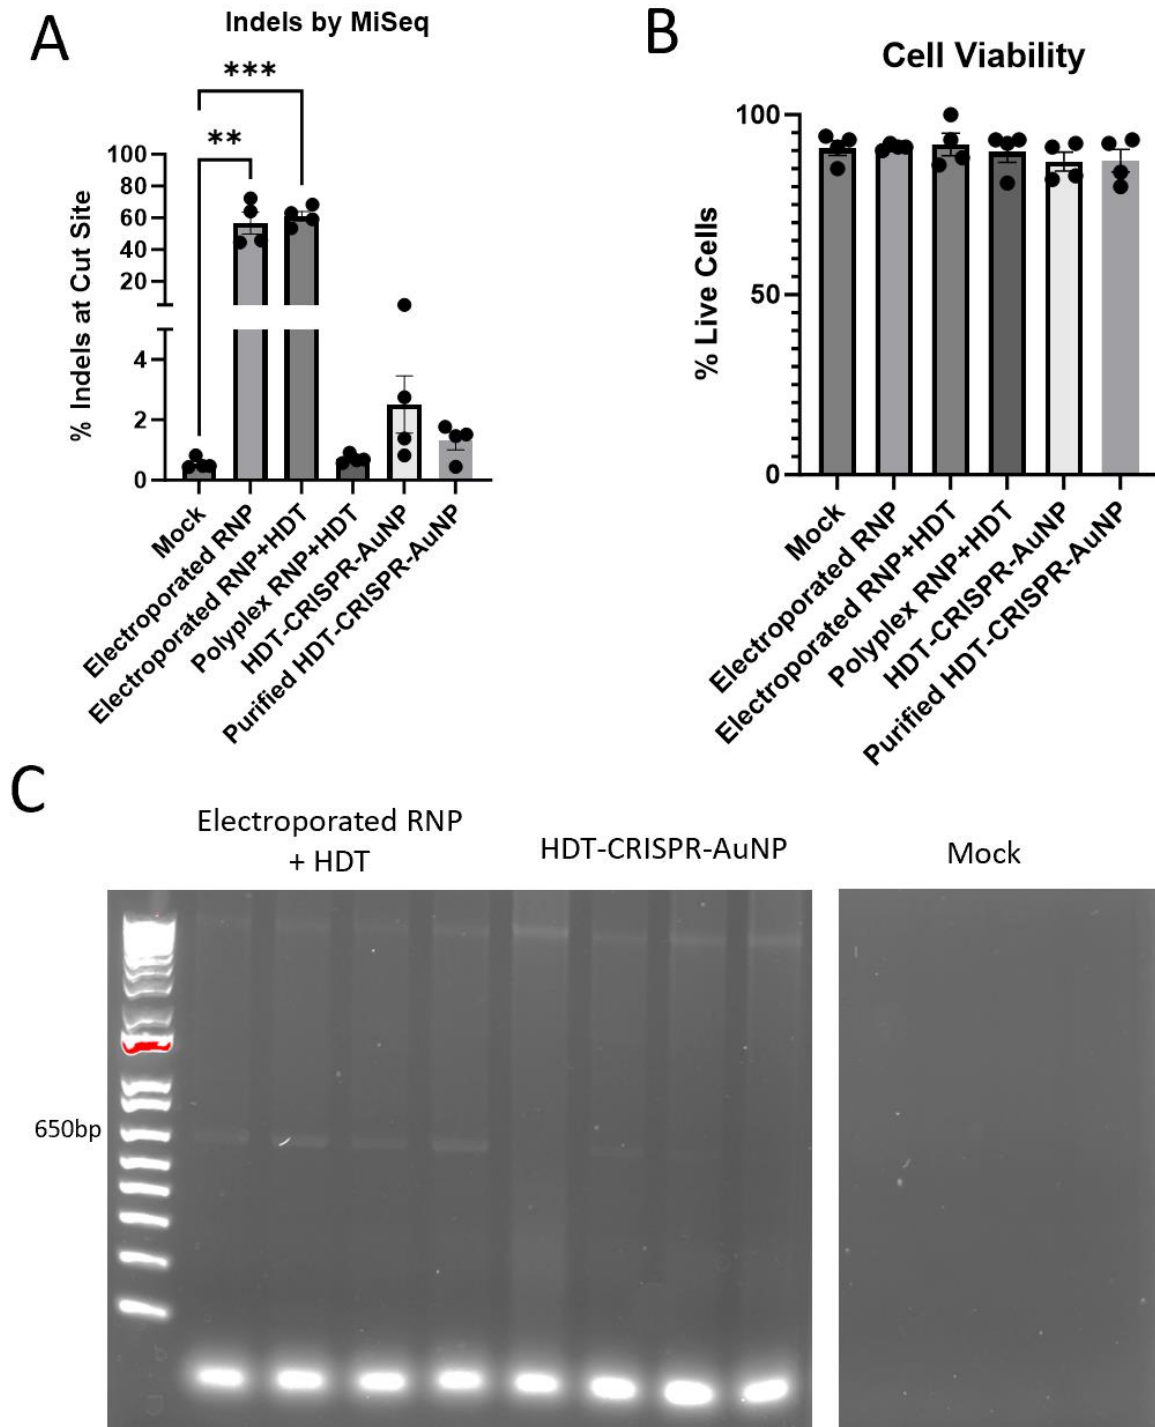 A
Indels by MiSeq
***
**
% Indels at Cut Site
100
80
60
40
20
4
2
0
Mock
Electroporated RNP
Electroporated RNP+HDT
Polyplex RNP+HDT
HDT-CRISPR-AuNP
Purified HDT-CRISPR-AuNP
B
Cell Viability
% Live Cells
100
50
0
Mock
Electroporated RNP
Electroporated RNP+HDT
Polyplex RNP+HDT
HDT-CRISPR-AuNP
Purified HDT-CRISPR-AuNP
C
Electroporated RNP
+ HDT
HDT-CRISPR-AuNP
Mock
650bp